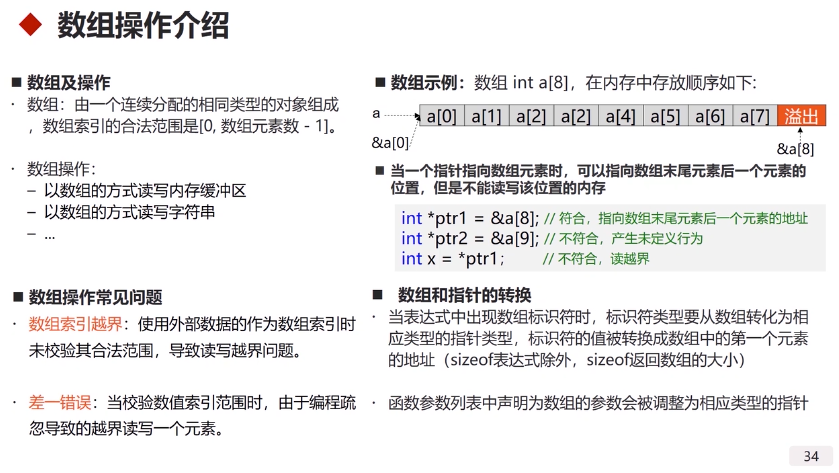 数组操作介绍
■ 数组及操作
· 数组：由一个连续分配的相同类型的对象组成
，数组索引的合法范围是[0, 数组元素数 - 1]。
· 数组操作：
– 以数组的方式读写内存缓冲区
– 以数组的方式读写字符串
– ...
■ 数组操作常见问题
· 数组索引越界：使用外部数据的作为数组索引时
未校验其合法范围，导致读写越界问题。
· 差一错误：当校验数值索引范围时，由于编程疏
忽导致的越界读写一个元素。
■ 数组示例：数组 int a[8]，在内存中存放顺序如下:
a
a[0] a[1] a[2] a[2] a[4] a[5] a[6] a[7] 溢出
&a[0]
&a[8]
■ 当一个指针指向数组元素时，可以指向数组末尾元素后一个元素的
位置，但是不能读写该位置的内存
int *ptr1 = &a[8]; // 符合，指向数组末尾元素后一个元素的地址
int *ptr2 = &a[9]; // 不符合，产生未定义行为
int x = *ptr1; // 不符合，读越界
■ 数组和指针的转换
· 当表达式中出现数组标识符时，标识符类型要从数组转化为相
应类型的指针类型，标识符的值被转换成数组中的第一个元素
的地址（sizeof表达式除外，sizeof返回数组的大小）
· 函数参数列表中声明为数组的参数会被调整为相应类型的指针
34